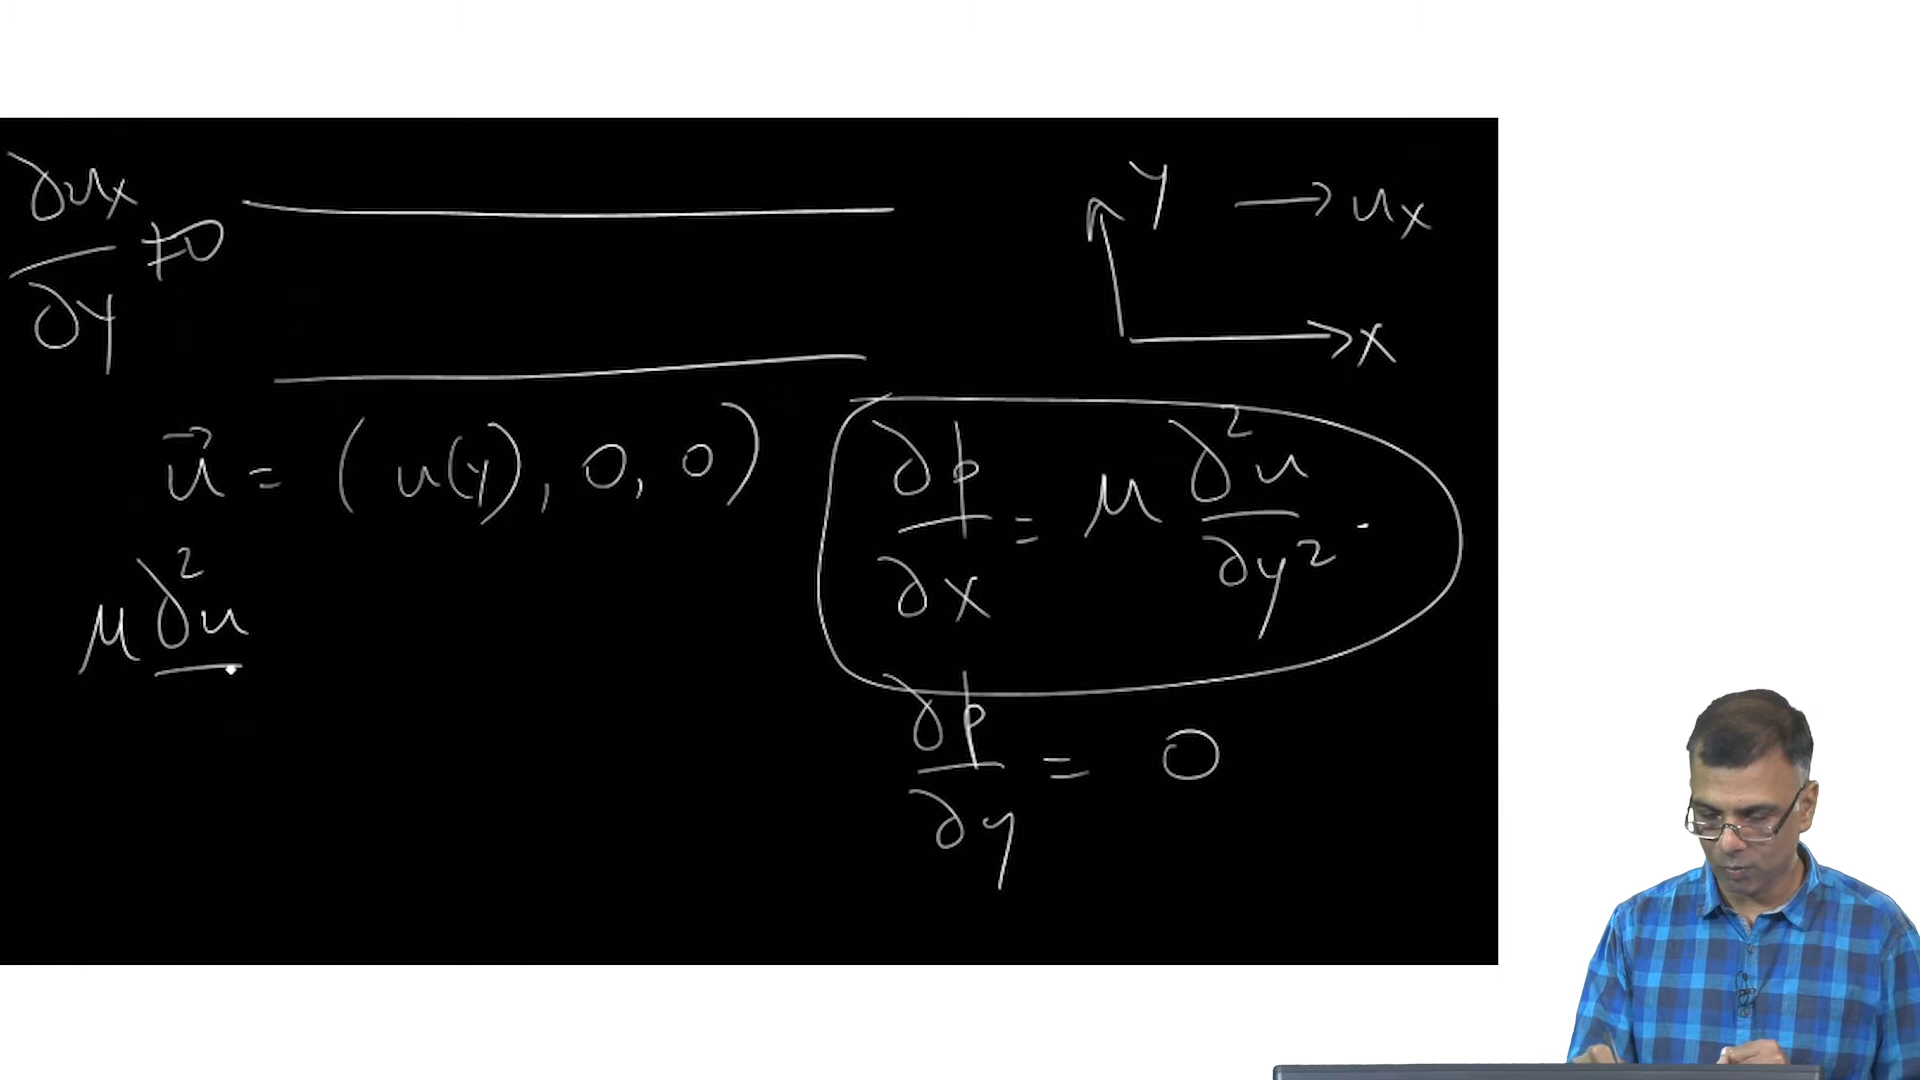 ∂ux/∂y ≠0
Y → ux
x
u⃗ = ( u(y), 0, 0 )
∂p/∂x = μ ∂²u/∂y²
μ ∂²u
∂p/∂y = 0